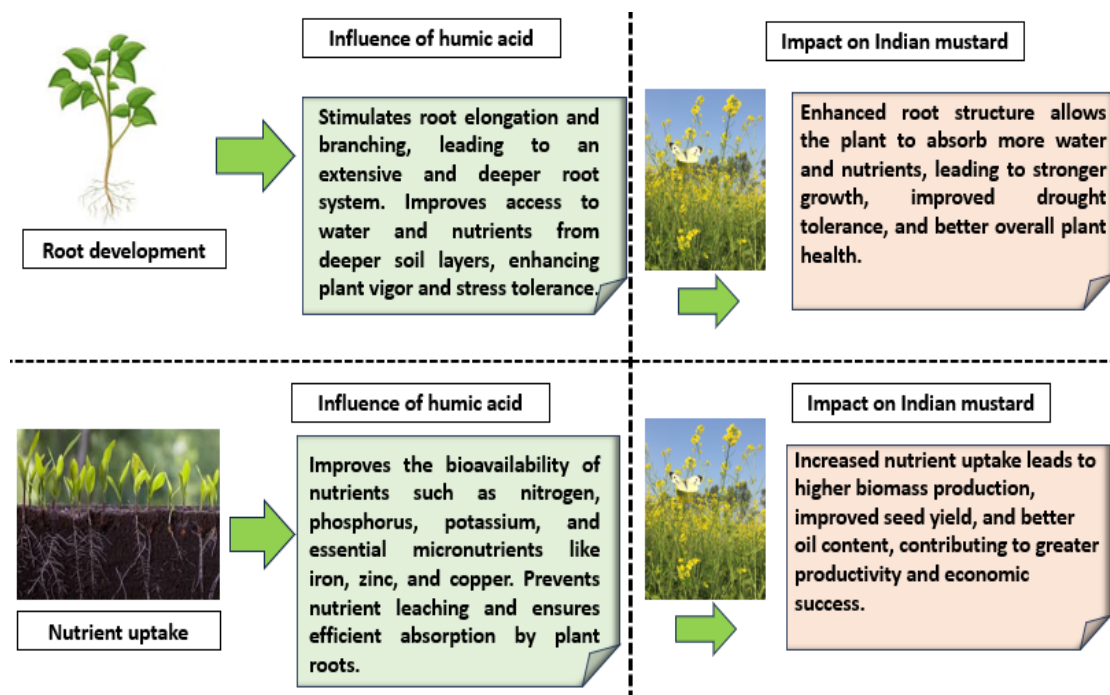 Influence of humic acid
Impact on Indian mustard
Stimulates root elongation and
branching, leading to an
extensive and deeper root
system. Improves access to
water and nutrients from
deeper soil layers, enhancing
plant vigor and stress tolerance.
Enhanced root structure allows
the plant to absorb more water
and nutrients, leading to stronger
growth, improved drought
tolerance, and better overall plant
health.
Root development
Influence of humic acid
Impact on Indian mustard
Improves the bioavailability of
nutrients such as nitrogen,
phosphorus, potassium, and
essential micronutrients like
iron, zinc, and copper. Prevents
nutrient leaching and ensures
efficient absorption by plant
roots.
Increased nutrient uptake leads to
higher biomass production,
improved seed yield, and better
oil content, contributing to greater
productivity and economic
success.
Nutrient uptake